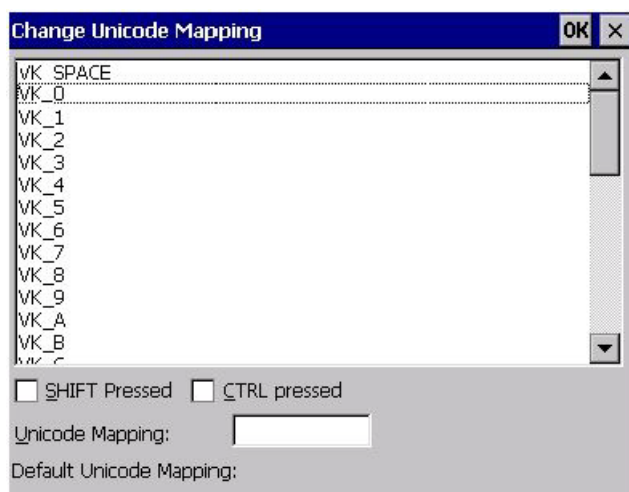 Change Unicode Mapping OK ×
VK_SPACE
VK_0
VK_1
VK_2
VK_3
VK_4
VK_5
VK_6
VK_7
VK_8
VK_9
VK_A
VK_B
SHIFT Pressed CTRL pressed
Unicode Mapping:
Default Unicode Mapping: